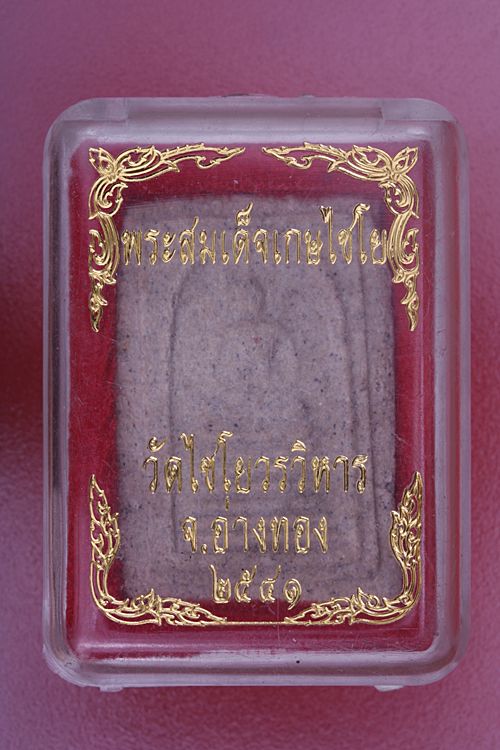 พระสมเด็จเกษไชโย
วัดไชโยวรวิหาร
จ.อ่างทอง
๒๕๔๑